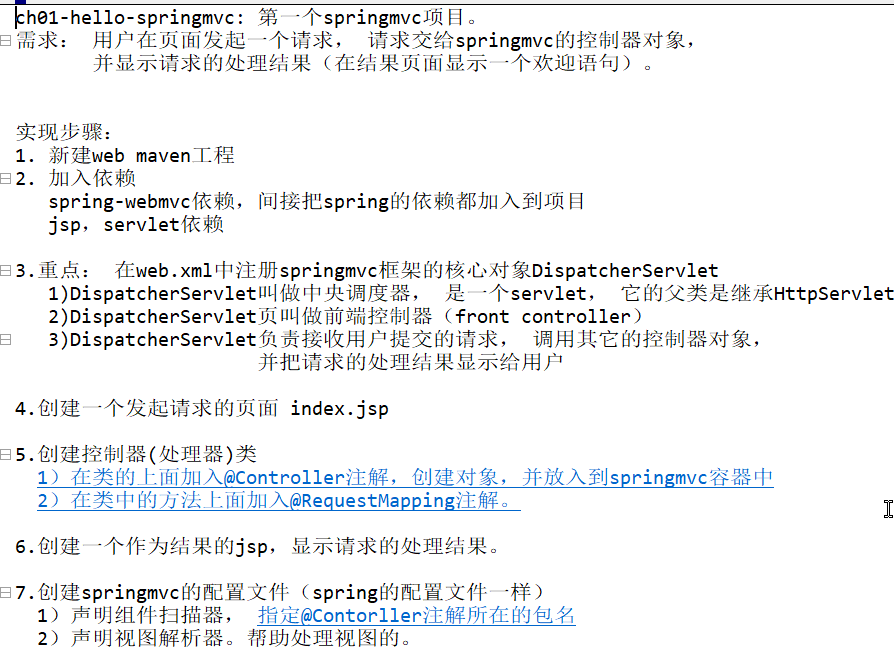 ch01-hello-springmvc: 第一个springmvc项目。
需求： 用户在页面发起一个请求， 请求交给springmvc的控制器对象，
并显示请求的处理结果（在结果页面显示一个欢迎语句）。
实现步骤：
1. 新建web maven工程
2. 加入依赖
spring-webmvc依赖，间接把spring的依赖都加入到项目
jsp，servlet依赖
3.重点： 在web.xml中注册springmvc框架的核心对象DispatcherServlet
1)DispatcherServlet叫做中央调度器， 是一个servlet， 它的父类是继承HttpServlet
2)DispatcherServlet页叫做前端控制器（front controller）
3)DispatcherServlet负责接收用户提交的请求， 调用其它的控制器对象，
并把请求的处理结果显示给用户
4.创建一个发起请求的页面 index.jsp
5.创建控制器(处理器)类
1）在类的上面加入@Controller注解，创建对象，并放入到springmvc容器中
2）在类中的方法上面加入@RequestMapping注解。
6.创建一个作为结果的jsp，显示请求的处理结果。
7.创建springmvc的配置文件（spring的配置文件一样）
1）声明组件扫描器， 指定@Contorller注解所在的包名
2）声明视图解析器。帮助处理视图的。